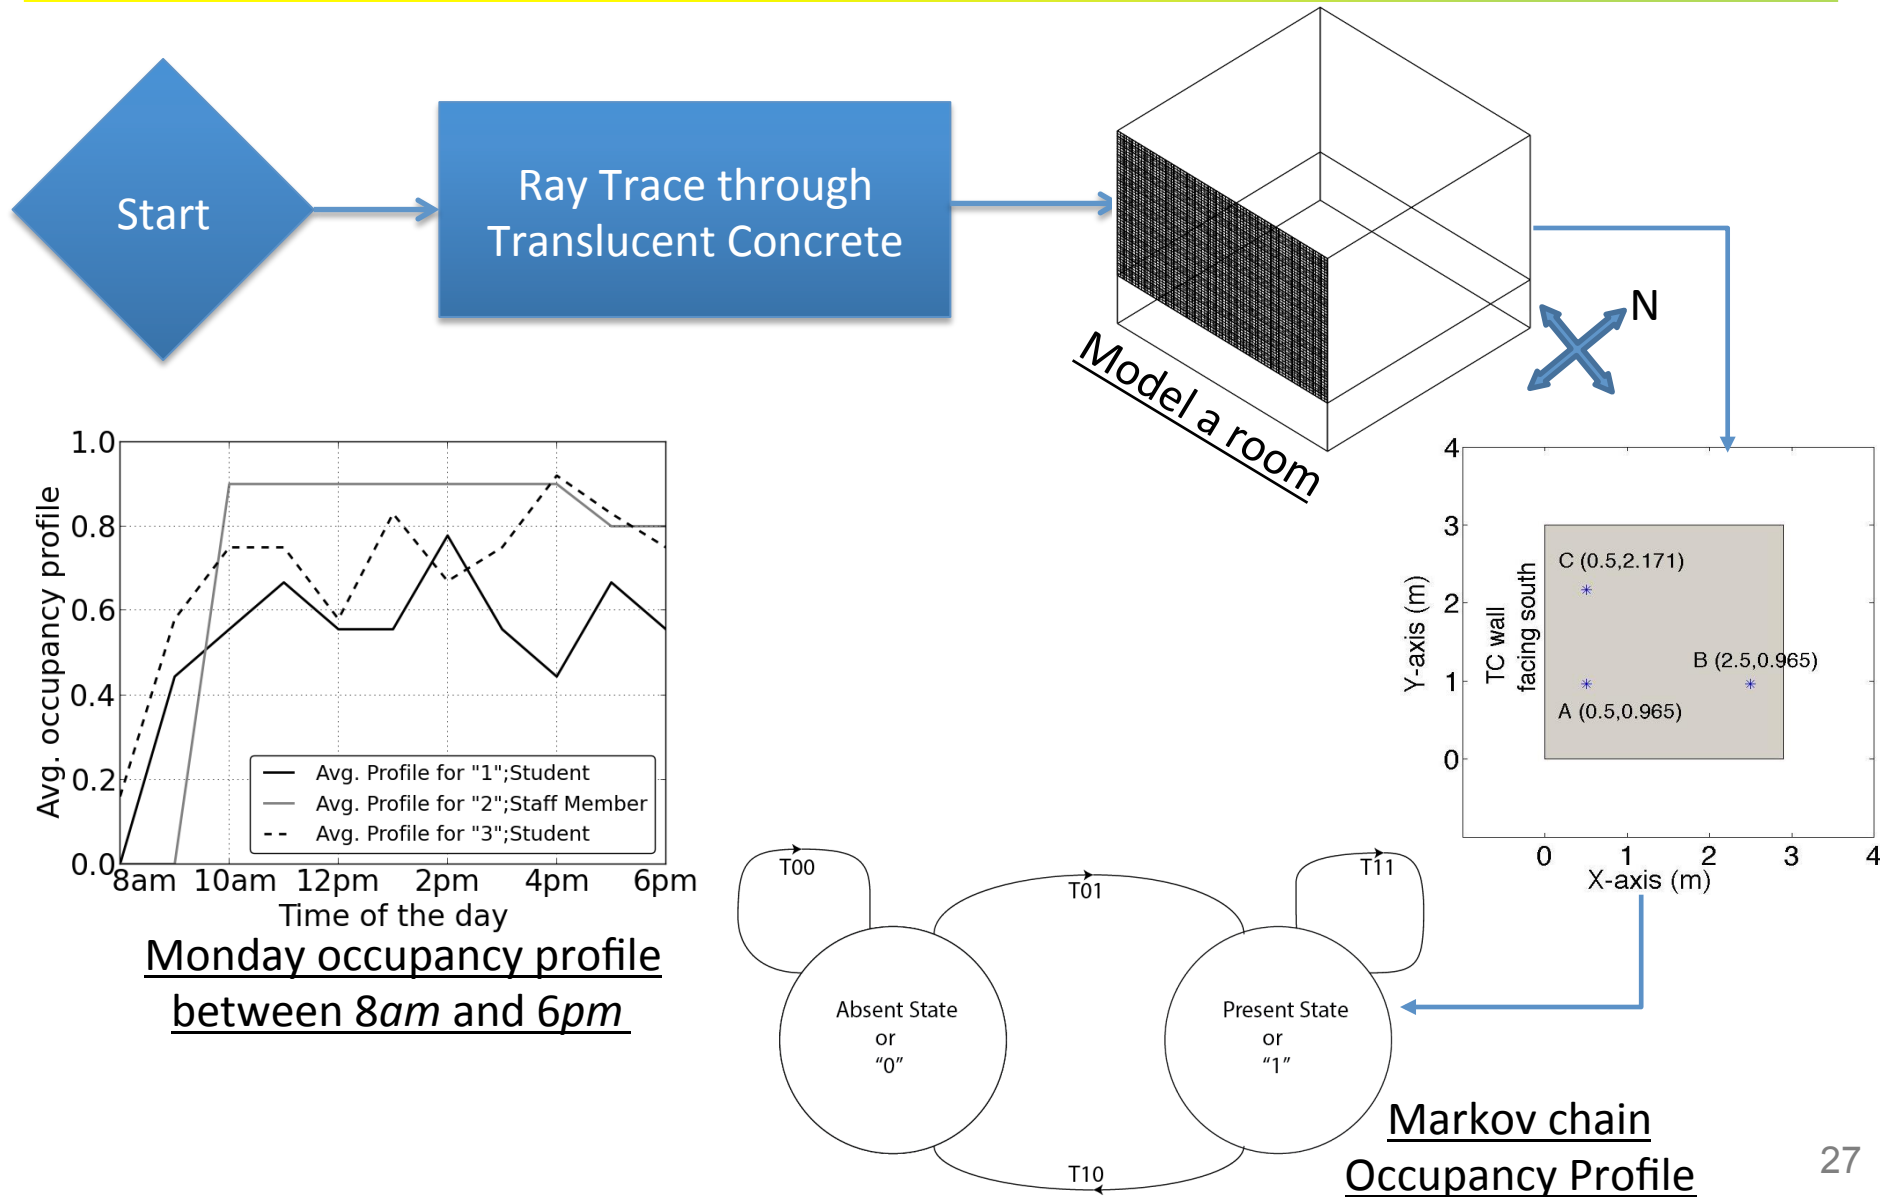 Start
Ray Trace through
Translucent Concrete
N
Model a room
1.0
0.8
0.6
0.4
0.2
0.0
Avg. occupancy profile
Avg. Profile for "1";Student
Avg. Profile for "2";Staff Member
Avg. Profile for "3";Student
8am 10am 12pm 2pm 4pm 6pm
Time of the day
Monday occupancy profile
between 8am and 6pm
4
3
2
1
0
Y-axis (m)
TC wall
facing south
C (0.5,2.171)
B (2.5,0.965)
A (0.5,0.965)
0 1 2 3 4
X-axis (m)
T00
T01
T11
Absent State
or
“0”
Present State
or
“1”
T10
Markov chain
Occupancy Profile
27